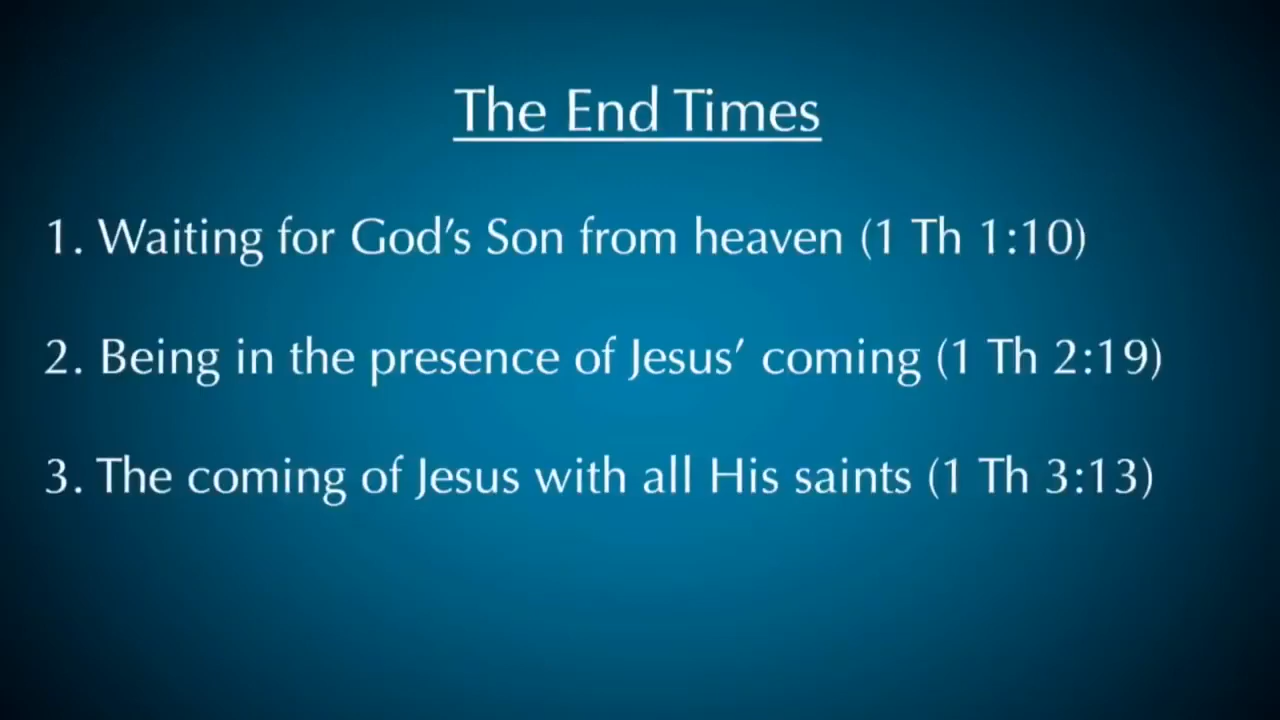 The End Times
1. Waiting for God's Son from heaven (1 Th 1:10)
2. Being in the presence of Jesus' coming (1 Th 2:19)
3. The coming of Jesus with all His saints (1 Th 3:13)